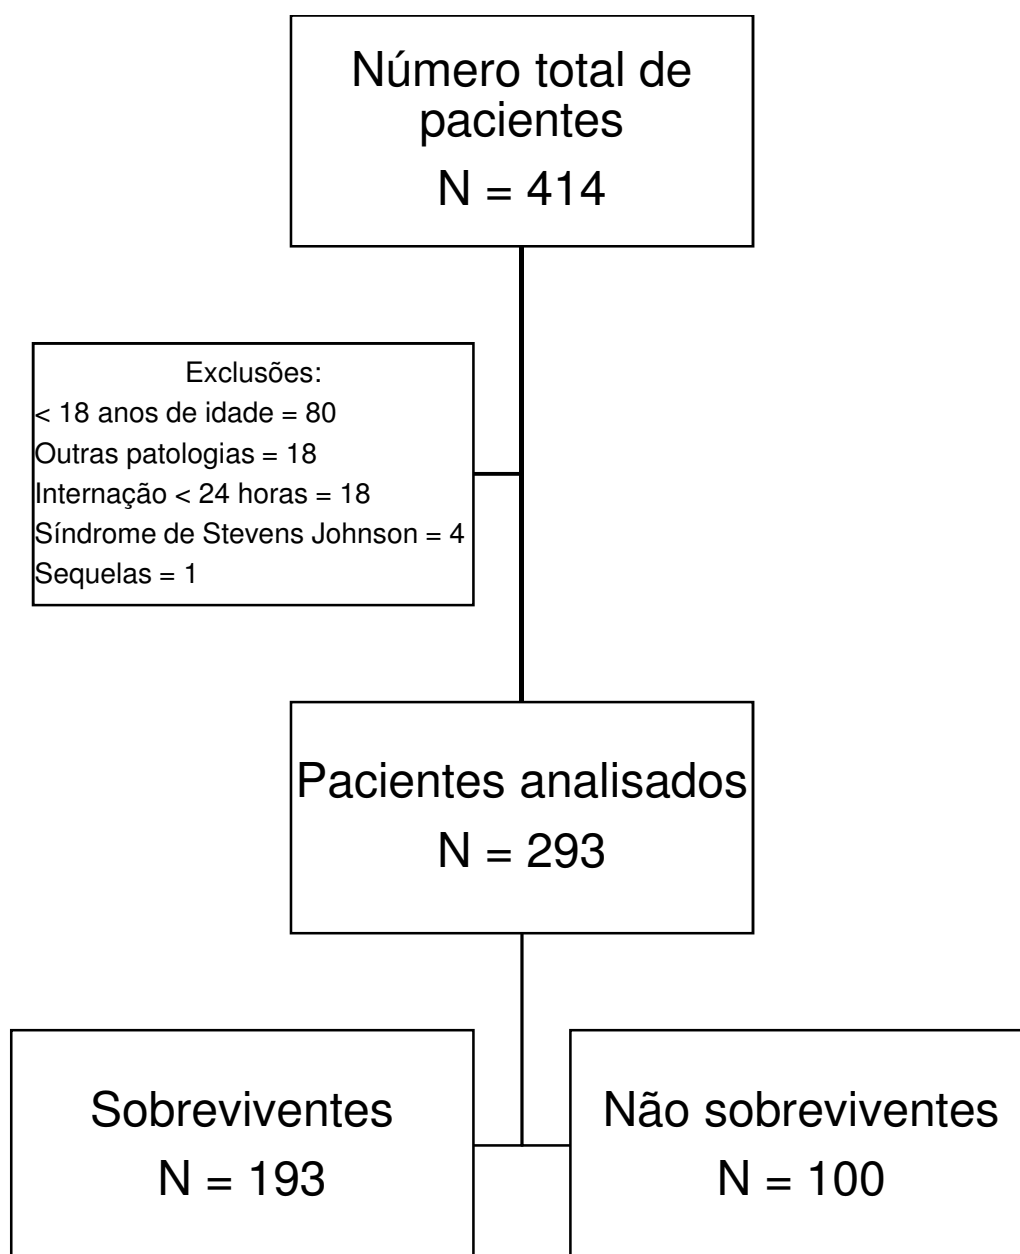 Número total de
pacientes
N = 414
Exclusões:
< 18 anos de idade = 80
Outras patologias = 18
Internação < 24 horas = 18
Síndrome de Stevens Johnson = 4
Sequelas = 1
Pacientes analisados
N = 293
Sobreviventes
N = 193
Não sobreviventes
N = 100